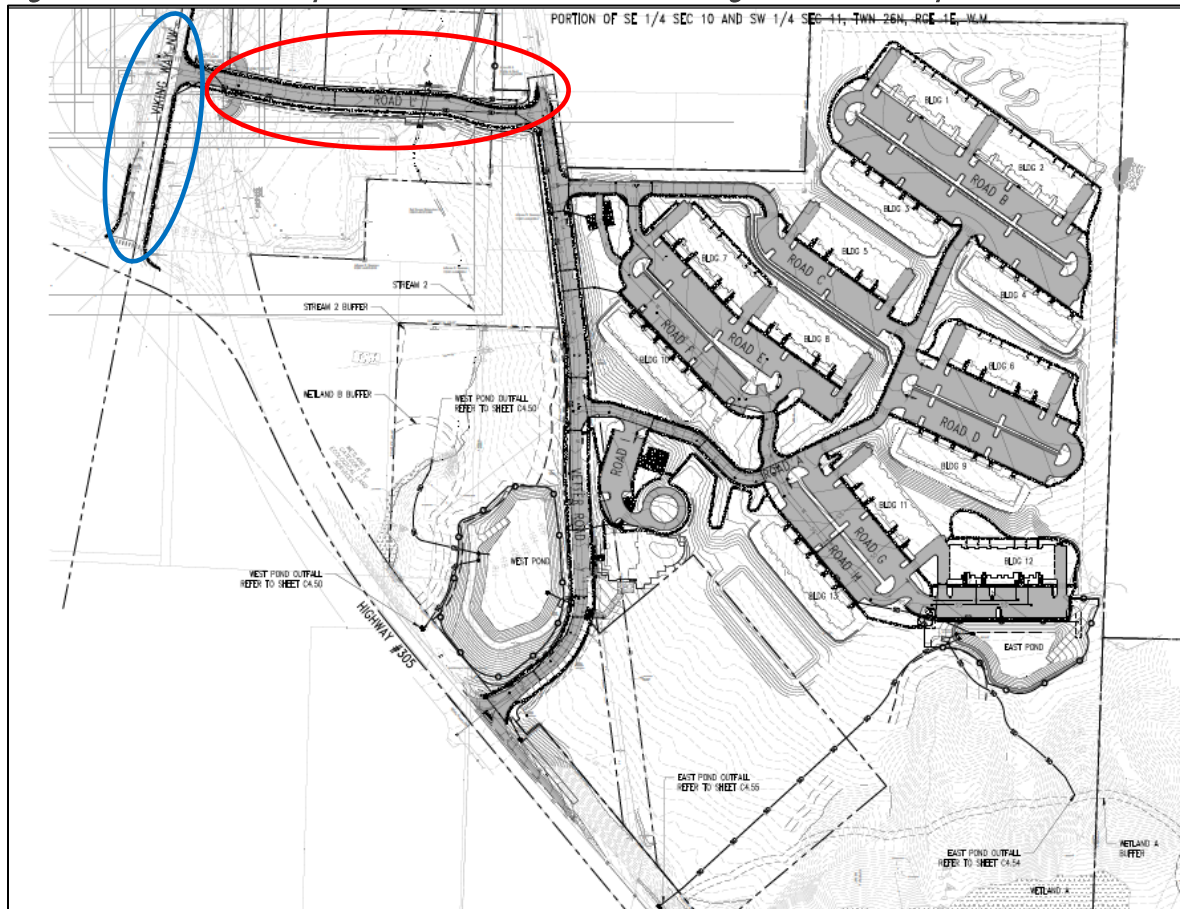 PORTION OF SE 1/4 SEC 10 AND SW 1/4 SEC 11, TWN 26N, RGE 1E, W.M.
VIKING WAY NW
ROAD L
BLDG 1
BLDG 2
ROAD B
BLDG 3
BLDG 4
BLDG 5
ROAD C
BLDG 7
BLDG 8
ROAD E
ROAD F
BLDG 10
BLDG 6
ROAD D
BLDG 9
STREAM 2
STREAM 2 BUFFER
WETLAND B BUFFER
WEST POND OUTFALL
REFER TO SHEET C4.50
ROAD I
ROAD A
VETTER ROAD
BLDG 11
ROAD G
ROAD H
BLDG 12
BLDG 13
WEST POND
WEST POND OUTFALL
REFER TO SHEET C4.50
HIGHWAY #305
EAST POND
EAST POND OUTFALL
REFER TO SHEET C4.55
EAST POND OUTFALL
REFER TO SHEET C4.54
WETLAND A
BUFFER
WETLAND A